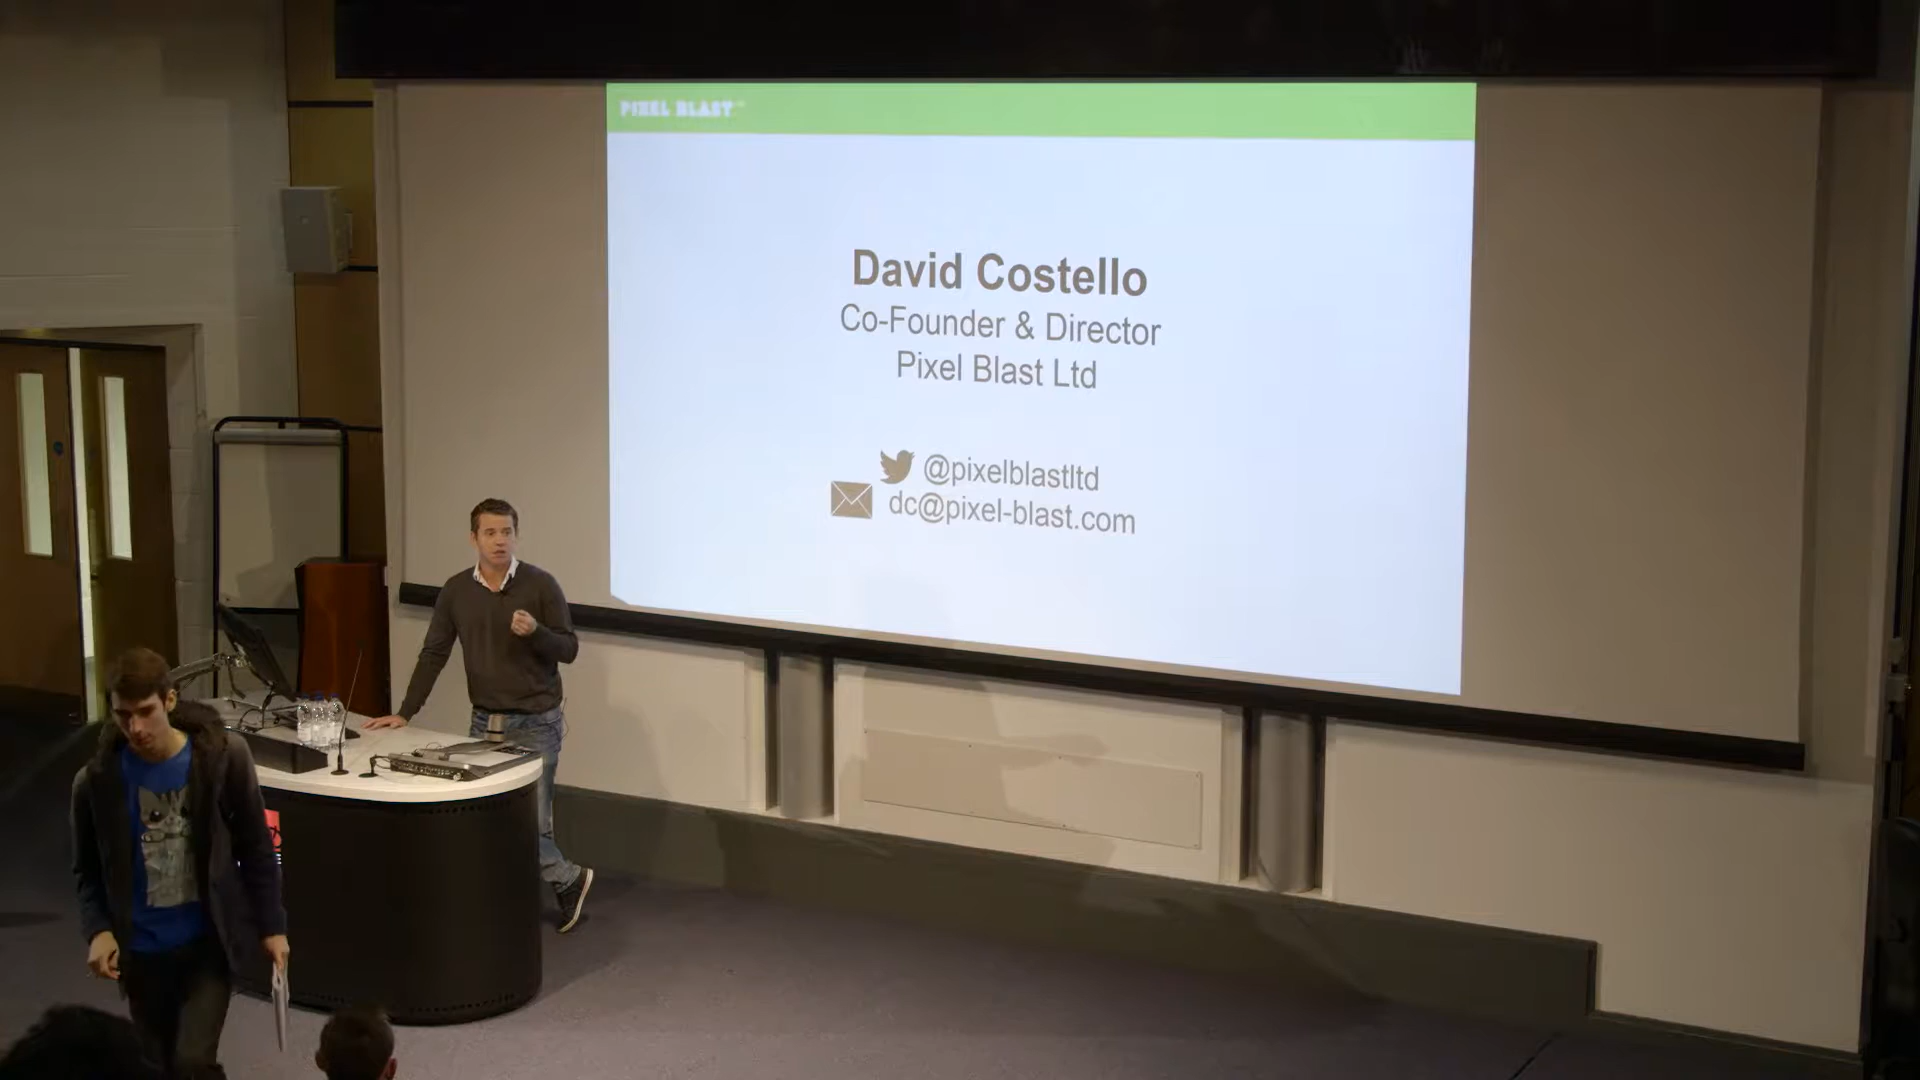 PIXEL BLAST
David Costello
Co-Founder & Director
Pixel Blast Ltd
@pixelblastltd
dc@pixel-blast.com